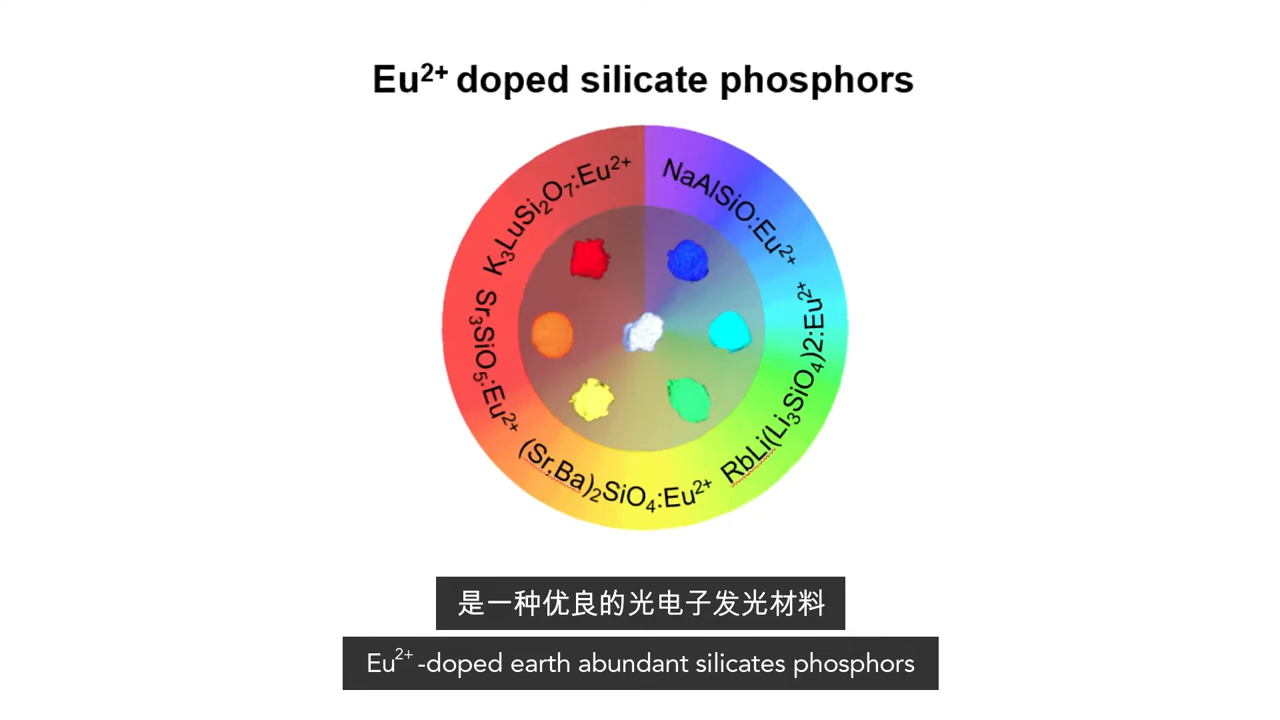 Eu²⁺ doped silicate phosphors
K₃LuSi₂O₇:Eu²⁺
NaAlSiO:Eu²⁺
Sr₃SiO₅:Eu²⁺
RbLi(Li₃SiO₄)2:Eu²⁺
(Sr,Ba)₂SiO₄:Eu²⁺
是一种优良的光电子发光材料
Eu²⁺-doped earth abundant silicates phosphors